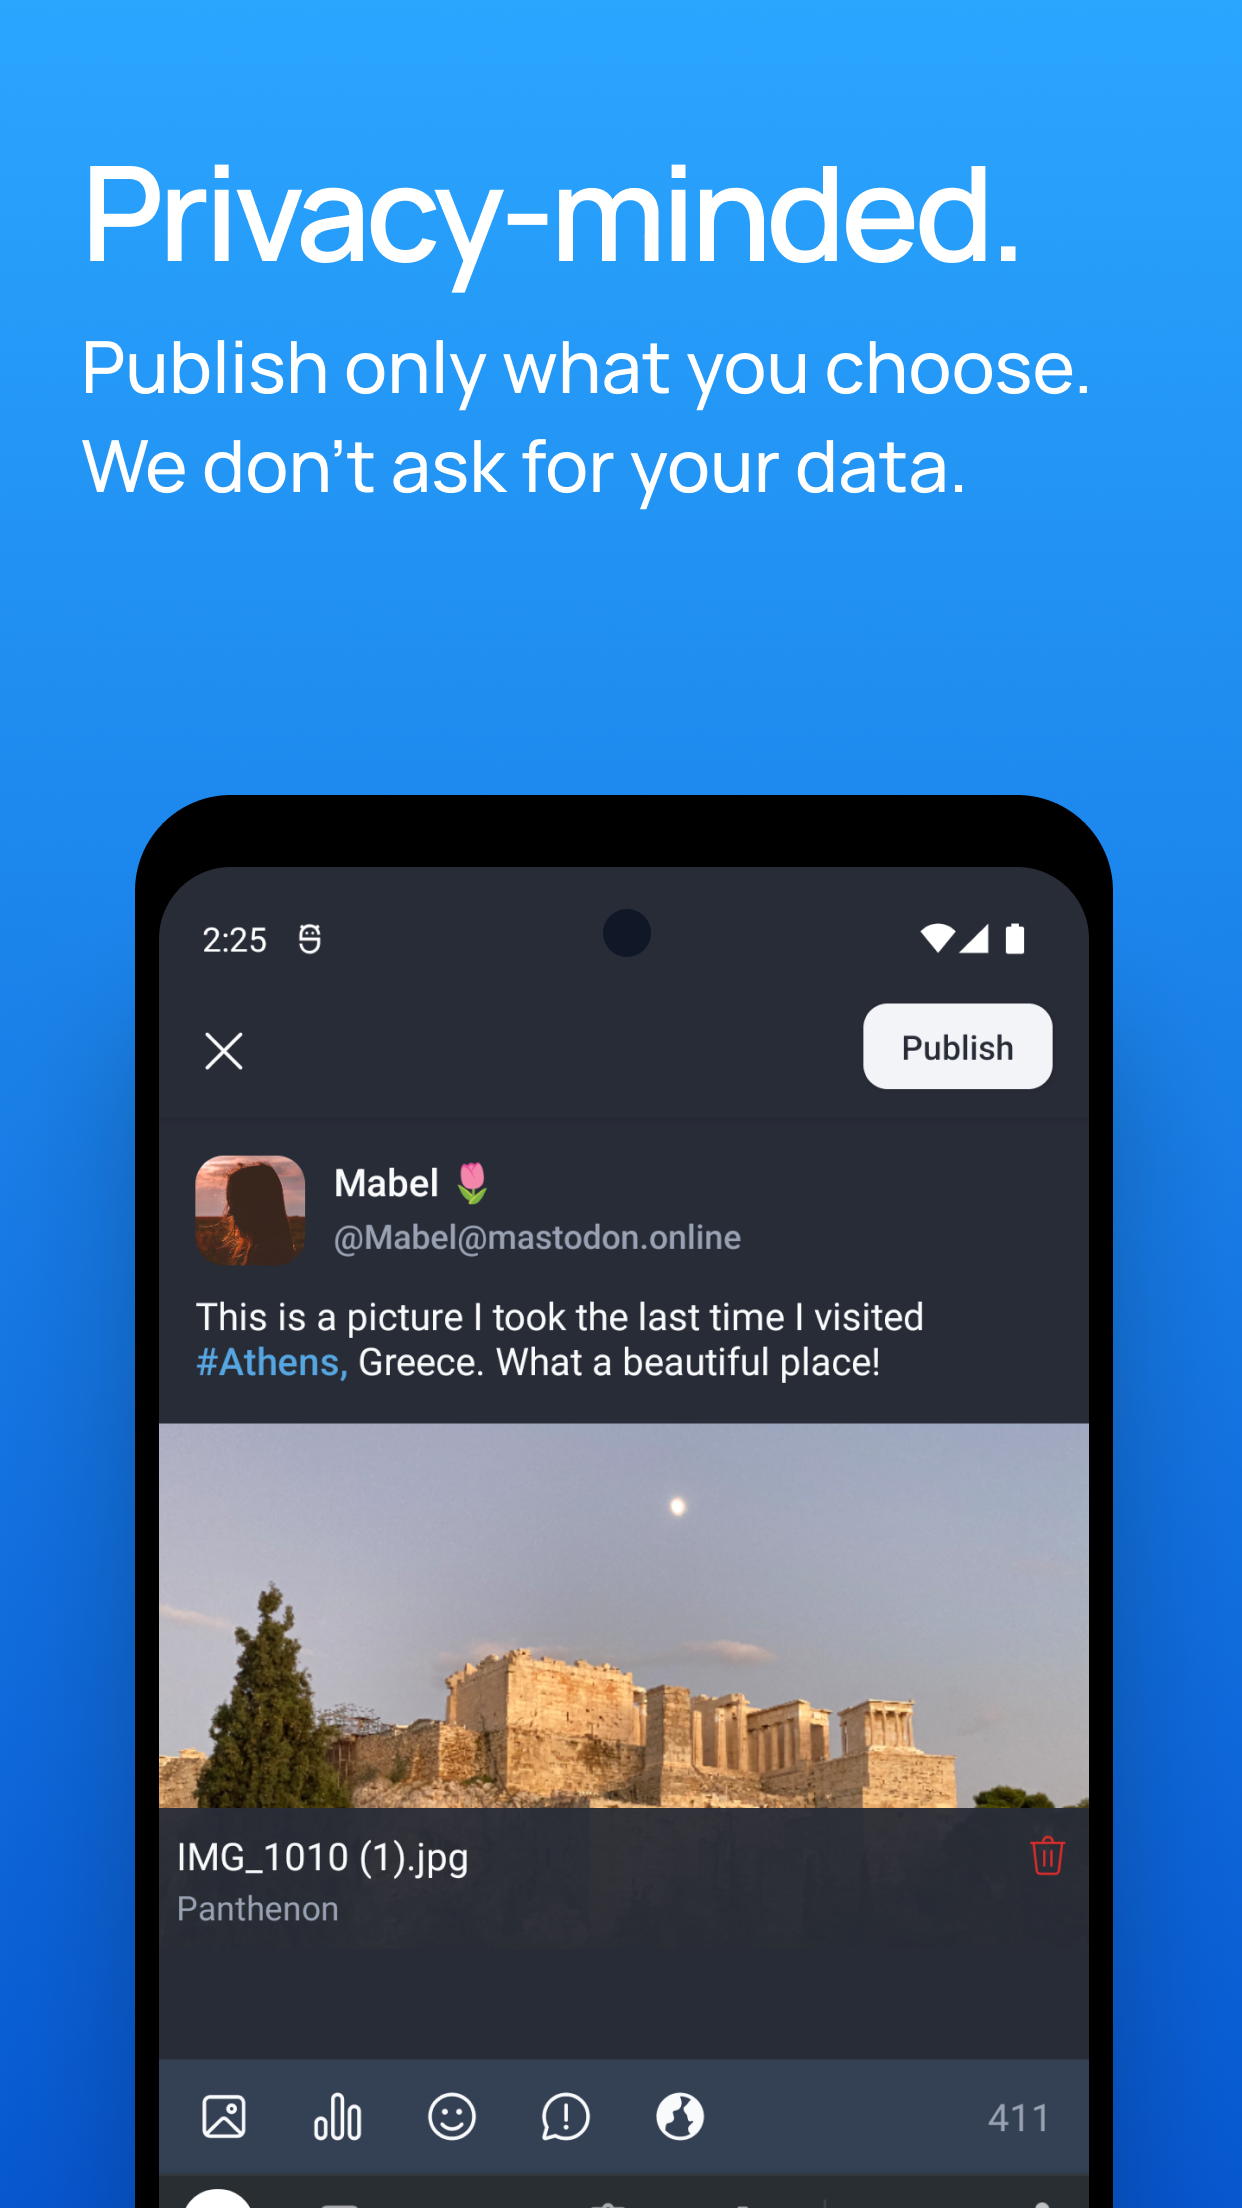 Privacy-minded.
Publish only what you choose.
We don’t ask for your data.
2:25
Publish
Mabel 🌷
@Mabel@mastodon.online
This is a picture I took the last time I visited
#Athens, Greece. What a beautiful place!
IMG_1010 (1).jpg
Panthenon
411